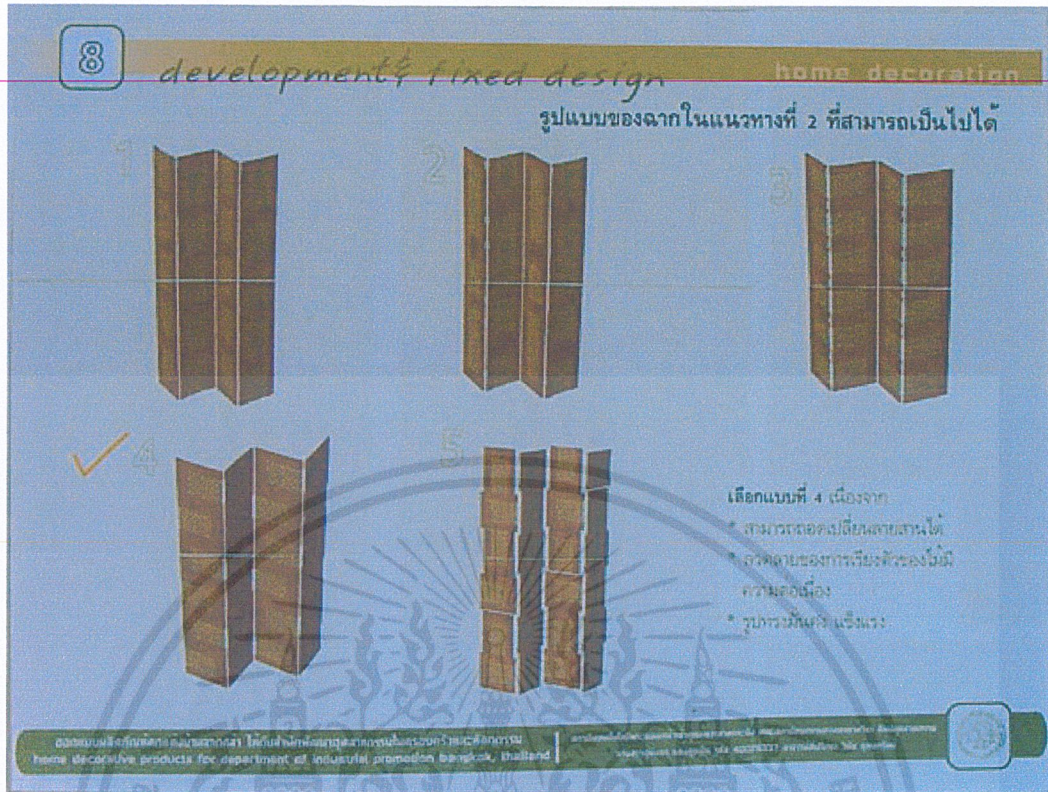 8
development & fixed design
home decoration
รูปแบบของฉากในแนวทางที่ 2 ที่สามารถเป็นไปได้
1
2
3
4
5
เลือกแบบที่ 4 เนื่องจาก
* สามารถถอดเปลี่ยนลายสานได้
* ลวดลายของการเรียงตัวของไม้มี
ความต่อเนื่อง
* รูปทรงมั่นคง แข็งแรง
home decorative products for department of industrial promotion bangkok, thailand